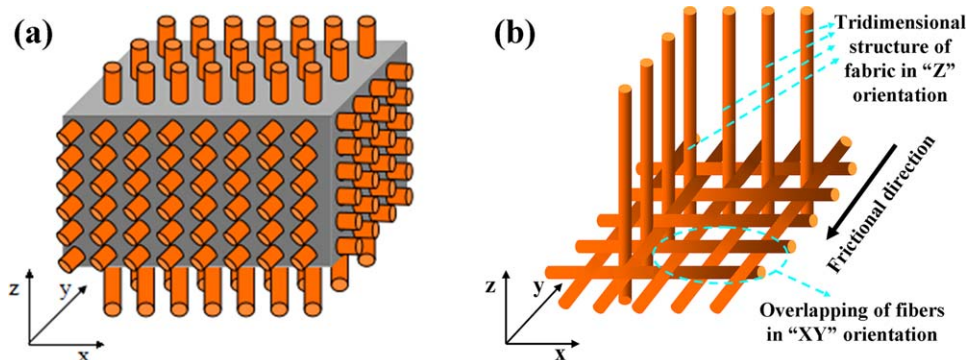 (a)
z
y
x
(b)
Tridimensional
structure of
fabric in “Z”
orientation
Frictional direction
z
y
x
Overlapping of fibers
in “XY” orientation